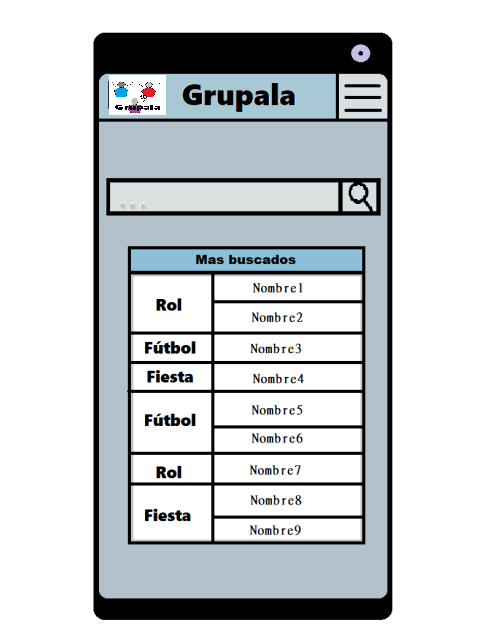 Grupala
Grupala
...
Mas buscados
Rol
Nombre1
Nombre2
Fútbol
Nombre3
Fiesta
Nombre4
Fútbol
Nombre5
Nombre6
Rol
Nombre7
Fiesta
Nombre8
Nombre9